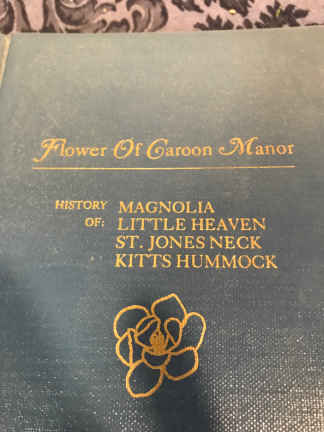 Flower Of Caroon Manor
HISTORY MAGNOLIA
OF: LITTLE HEAVEN
ST. JONES NECK
KITTS HUMMOCK